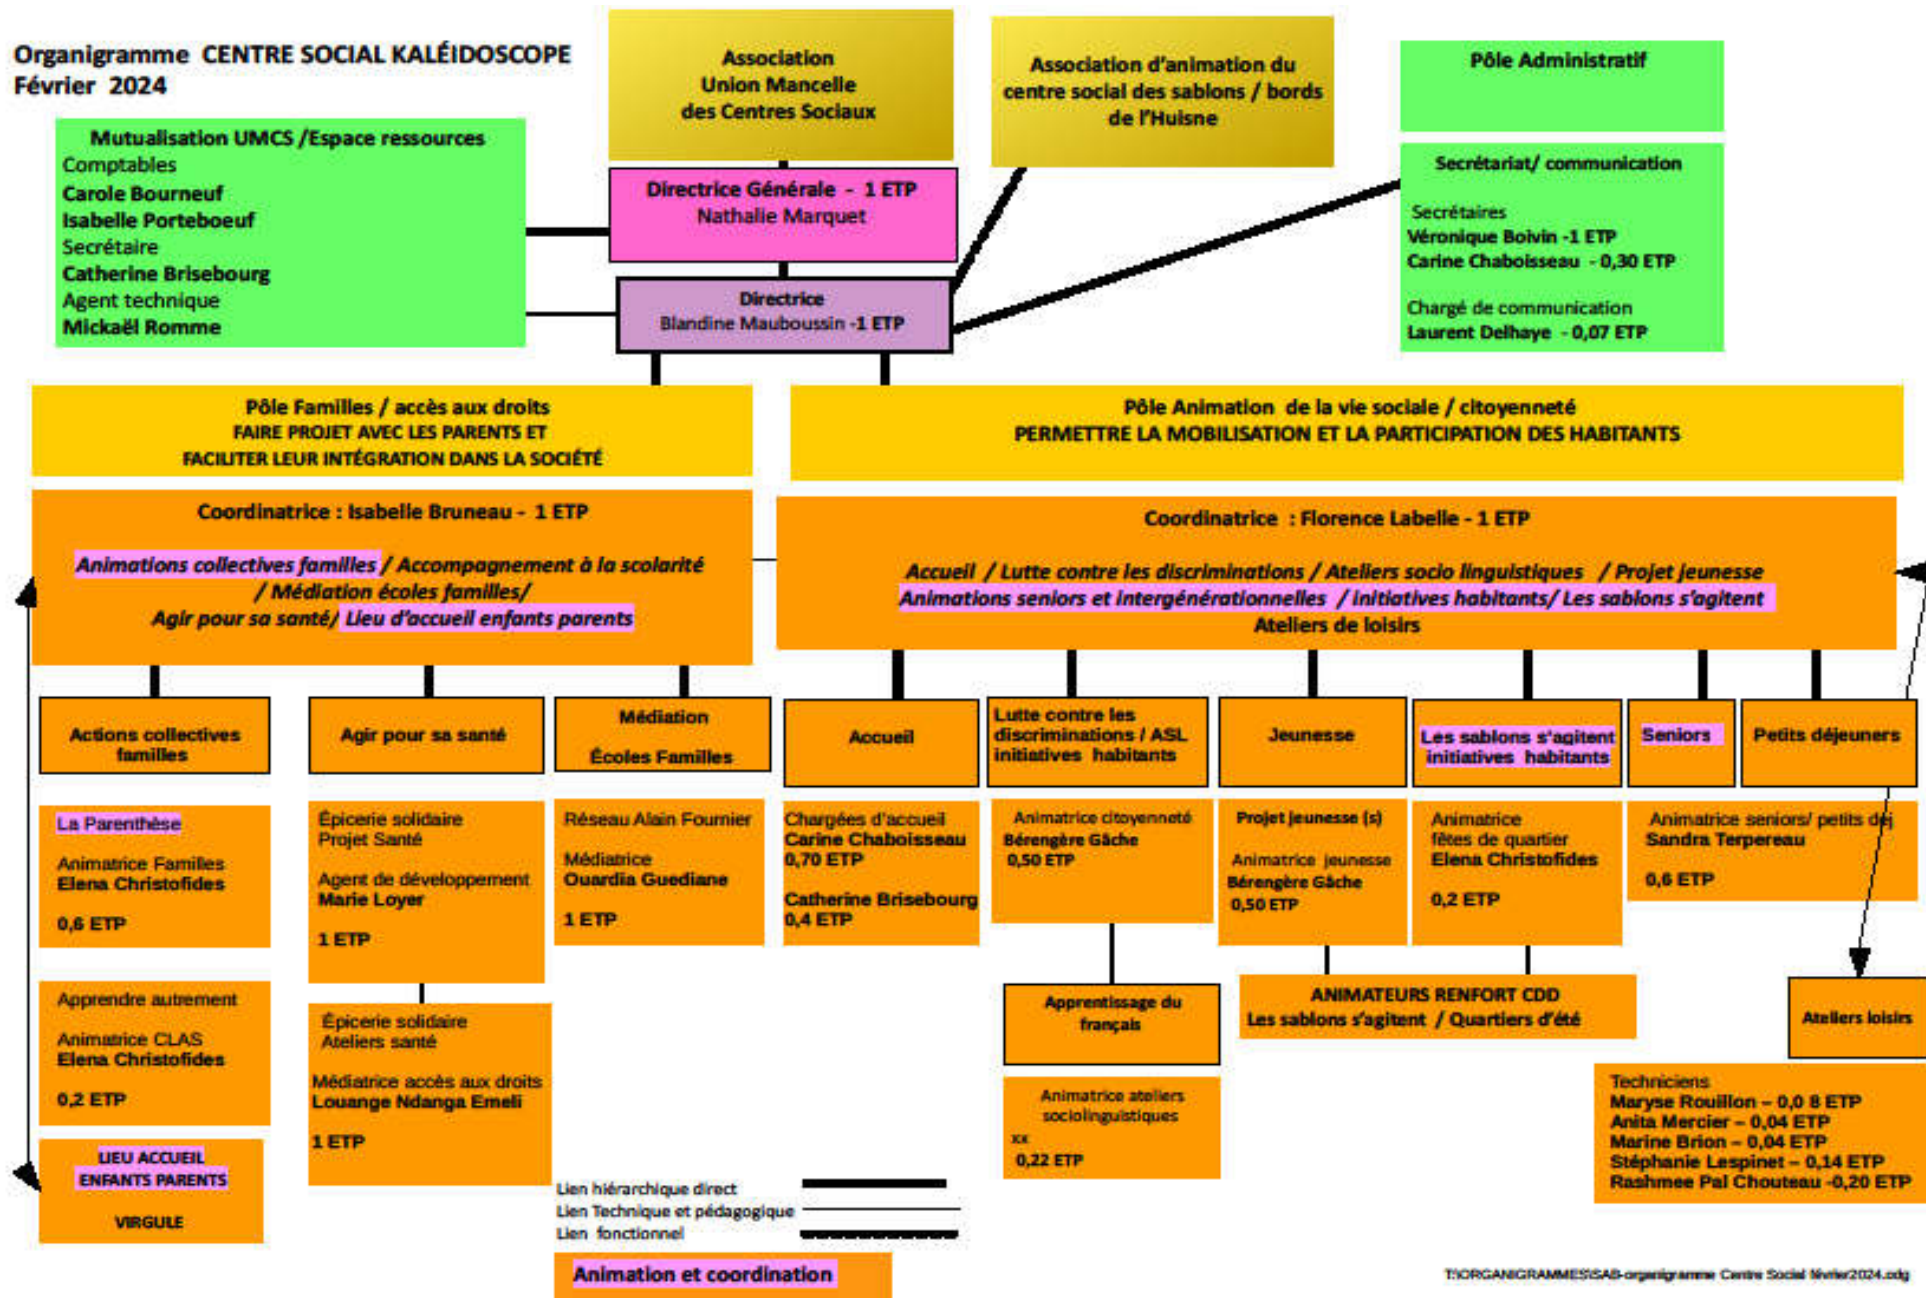 Organigramme CENTRE SOCIAL KALÉIDOSCOPE
Février 2024
Association
Union Mancelle
des Centres Sociaux
Association d'animation du
centre social des sablons / bords
de l'Huisne
Pôle Administratif
Mutualisation UMCS /Espace ressources
Comptables
Carole Bourneuf
Isabelle Porteboeuf
Secrétaire
Catherine Brisebourg
Agent technique
Mickaël Romme
Directrice Générale - 1 ETP
Nathalie Marquet
Directrice
Blandine Mauboussin -1 ETP
Secrétariat/ communication
Secrétaires
Véronique Boivin -1 ETP
Carine Chaboisseau - 0,30 ETP
Chargé de communication
Laurent Delhaye - 0,07 ETP
Pôle Familles / accès aux droits
FAIRE PROJET AVEC LES PARENTS ET
FACILITER LEUR INTÉGRATION DANS LA SOCIÉTÉ
Pôle Animation de la vie sociale / citoyenneté
PERMETTRE LA MOBILISATION ET LA PARTICIPATION DES HABITANTS
Coordinatrice : Isabelle Bruneau - 1 ETP
Animations collectives familles / Accompagnement à la scolarité
/ Médiation écoles familles/
Agir pour sa santé/ Lieu d'accueil enfants parents
Coordinatrice : Florence Labelle - 1 ETP
Accueil / Lutte contre les discriminations / Ateliers socio linguistiques / Projet jeunesse
Animations seniors et intergénérationnelles / initiatives habitants/ Les sablons s'agitent
Ateliers de loisirs
Actions collectives
familles
Agir pour sa santé
Médiation
Écoles Familles
Accueil
Lutte contre les
discriminations / ASL
initiatives habitants
Jeunesse
Les sablons s'agitent
initiatives habitants
Seniors
Petits déjeuners
La Parenthèse
Animatrice Familles
Elena Christofides
0,6 ETP
Épicerie solidaire
Projet Santé
Agent de développement
Marie Loyer
1 ETP
Réseau Alain Fournier
Médiatrice
Ouardia Guediane
1 ETP
Chargées d'accueil
Carine Chaboisseau
0,70 ETP
Catherine Brisebourg
0,4 ETP
Animatrice citoyenneté
Bérengère Gâche
0,50 ETP
Projet jeunesse (s)
Animatrice jeunesse
Bérengère Gâche
0,50 ETP
Animatrice
fêtes de quartier
Elena Christofides
0,2 ETP
Animatrice seniors/ petits dej
Sandra Terpereau
0,6 ETP
Apprendre autrement
Animatrice CLAS
Elena Christofides
0,2 ETP
Épicerie solidaire
Ateliers santé
Médiatrice accès aux droits
Louange Ndanga Emeli
1 ETP
Apprentissage du
français
ANIMATEURS RENFORT CDD
Les sablons s'agitent / Quartiers d'été
Ateliers loisirs
Animatrice ateliers
sociolinguistiques
xx
0,22 ETP
Techniciens
Maryse Rouillon – 0,0 8 ETP
Anita Mercier – 0,04 ETP
Marine Brion – 0,04 ETP
Stéphanie Lespinet – 0,14 ETP
Rashmee Pal Chouteau -0,20 ETP
LIEU ACCUEIL
ENFANTS PARENTS
VIRGULE
Lien hiérarchique direct
Lien Technique et pédagogique
Lien fonctionnel
Animation et coordination
T:\ORGANIGRAMMES\SAB-organigramme Centre Social février2024.odg